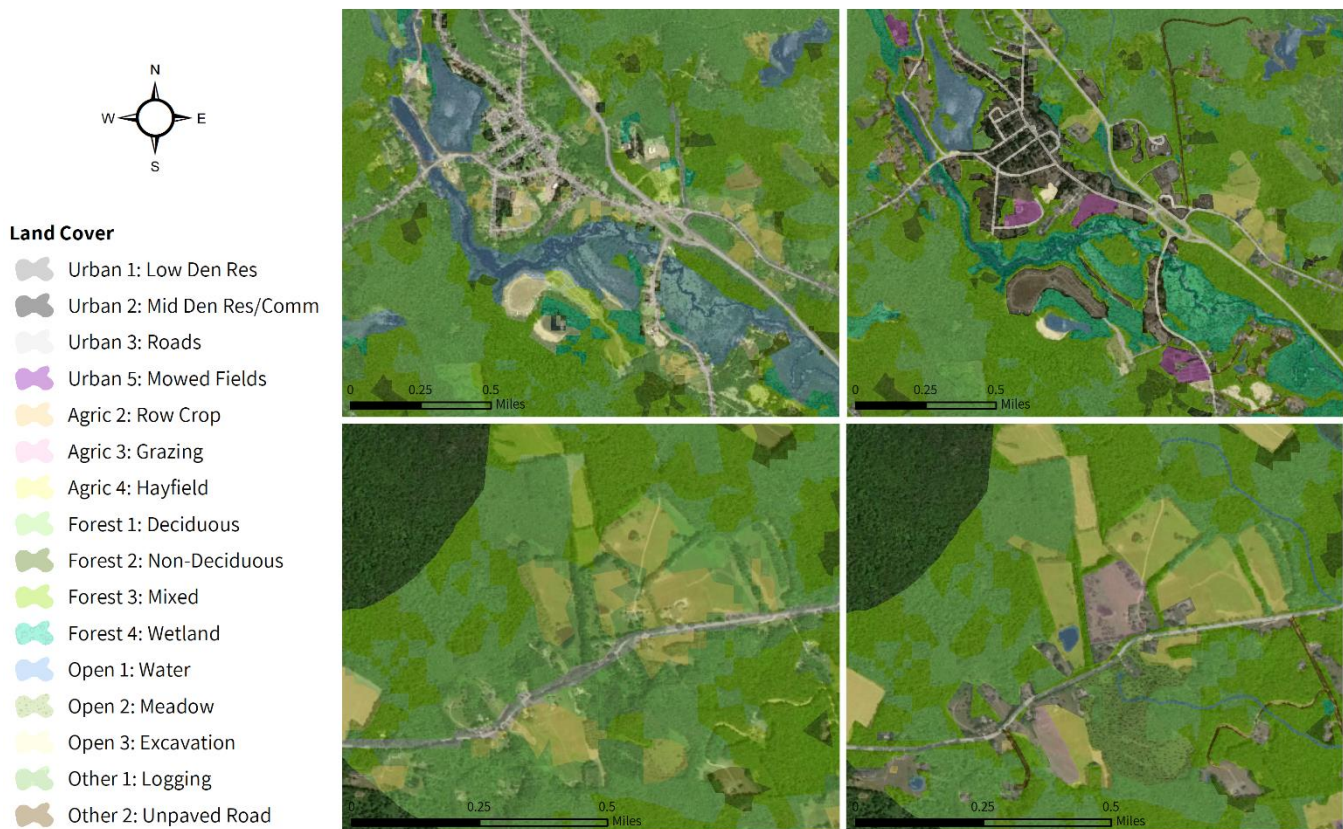 N
W E
S
Land Cover
Urban 1: Low Den Res
Urban 2: Mid Den Res/Comm
Urban 3: Roads
Urban 5: Mowed Fields
Agric 2: Row Crop
Agric 3: Grazing
Agric 4: Hayfield
Forest 1: Deciduous
Forest 2: Non-Deciduous
Forest 3: Mixed
Forest 4: Wetland
Open 1: Water
Open 2: Meadow
Open 3: Excavation
Other 1: Logging
Other 2: Unpaved Road
0 0.25 0.5
Miles
0 0.25 0.5
Miles
0 0.25 0.5
Miles
0 0.25 0.5
Miles